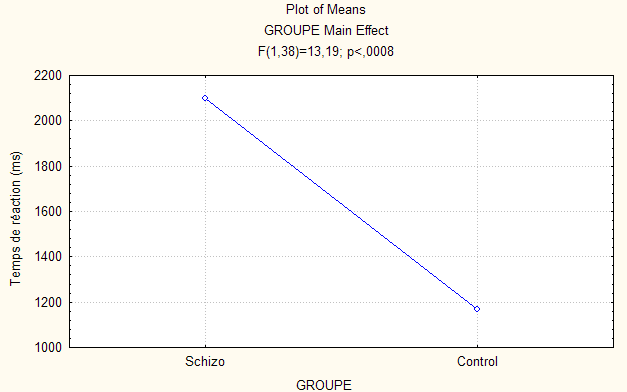 Plot of Means
GROUPE Main Effect
F(1,38)=13,19; p<,0008
Temps de réaction (ms)
2200
2000
1800
1600
1400
1200
1000
Schizo
Control
GROUPE